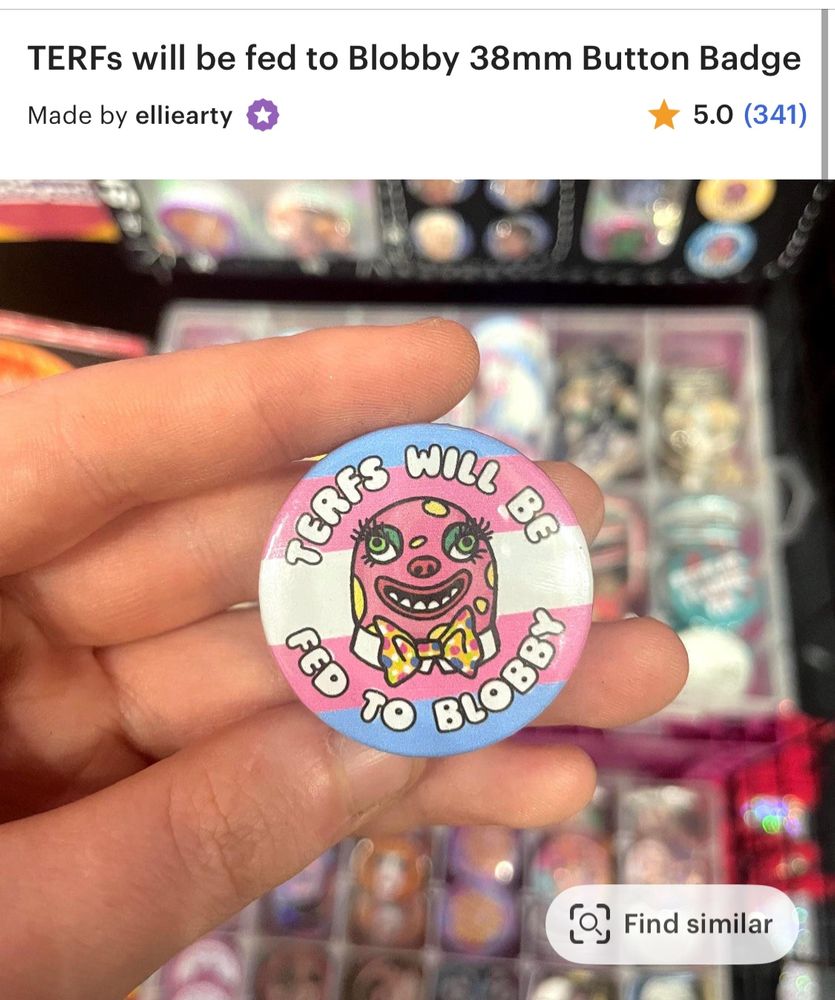 TERFs will be fed to Blobby 38mm Button Badge
Made by elliearty
5.0 (341)
TERFS WILL BE
FED TO BLOBBY
Find similar